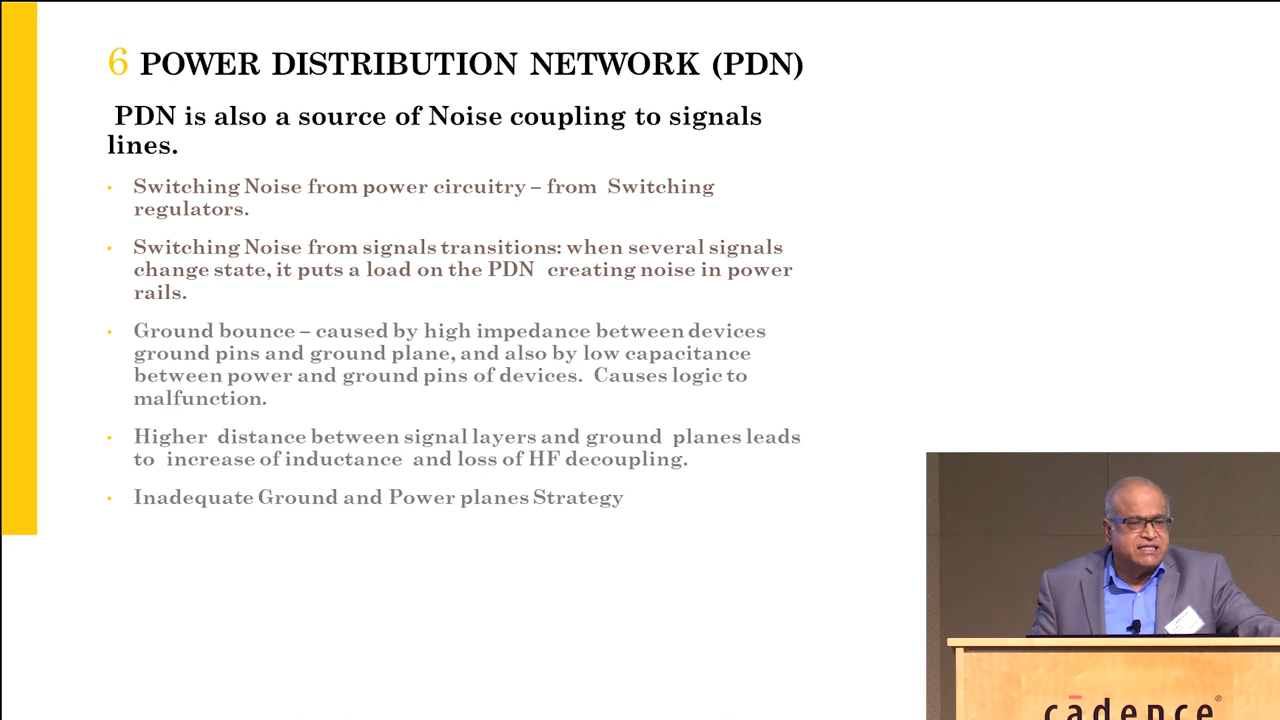 6 POWER DISTRIBUTION NETWORK (PDN)
PDN is also a source of Noise coupling to signals
lines.
• Switching Noise from power circuitry – from Switching
regulators.
• Switching Noise from signals transitions: when several signals
change state, it puts a load on the PDN creating noise in power
rails.
• Ground bounce – caused by high impedance between devices
ground pins and ground plane, and also by low capacitance
between power and ground pins of devices. Causes logic to
malfunction.
• Higher distance between signal layers and ground planes leads
to increase of inductance and loss of HF decoupling.
• Inadequate Ground and Power planes Strategy
cādence®